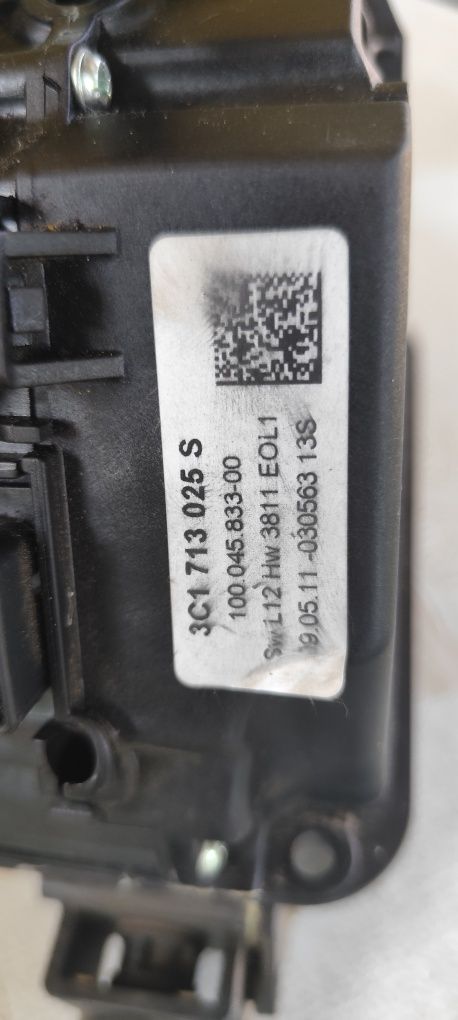 3C1 713 025 S
100.045.833-00
Sw L12 Hw 3811 EOL1
9.05.11 -030563 13S